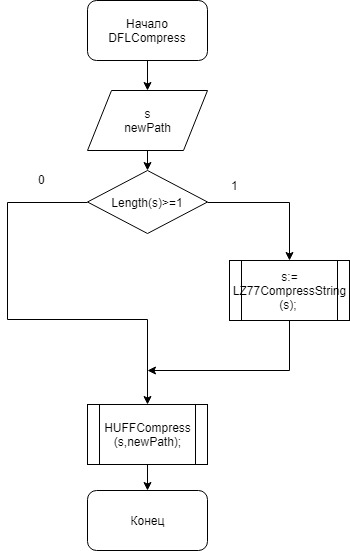 Начало
DFLCompress
s
newPath
0
Length(s)>=1
1
s:=
LZ77CompressString
(s);
HUFFCompress
(s,newPath);
Конец